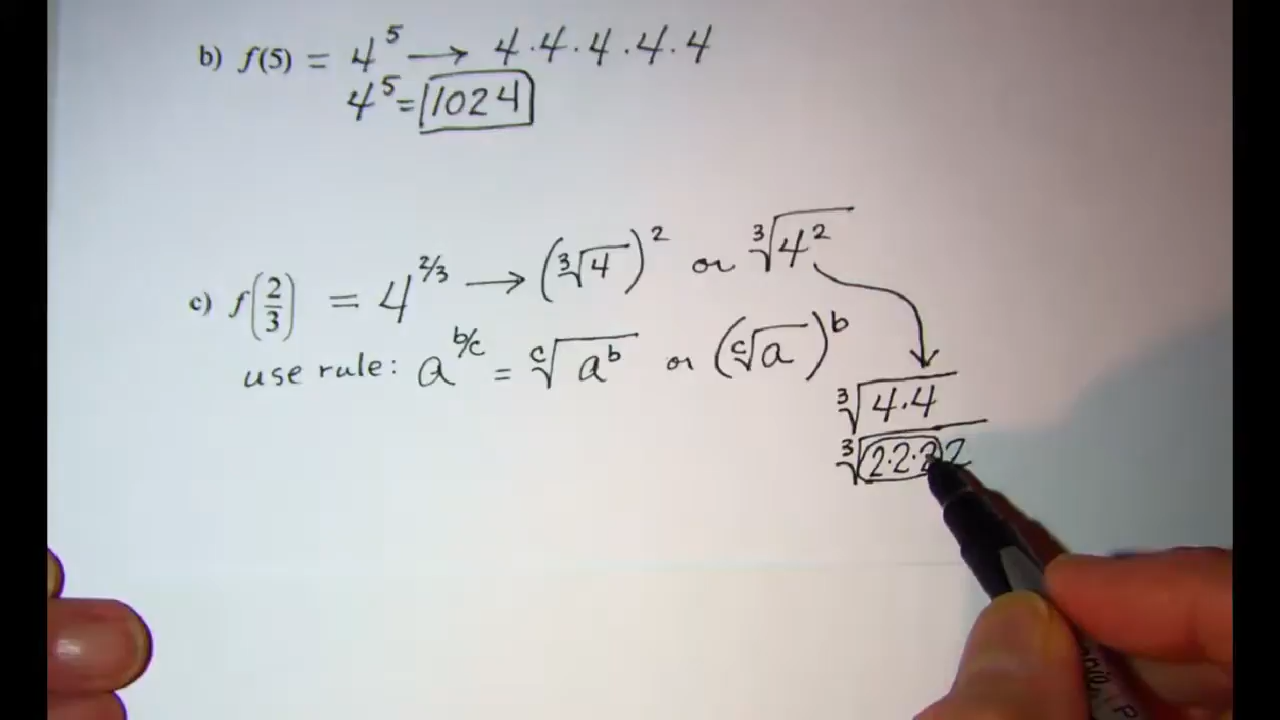 b) f(5) = 4⁵ → 4·4·4·4·4
4⁵=1024
c) f(2/3) = 4^(2/3) → (∛4)² or ∛4²
use rule: a^(b/c) = ᶜ√aᵇ or (ᶜ√a)ᵇ
∛4·4
∛(2·2·2)2